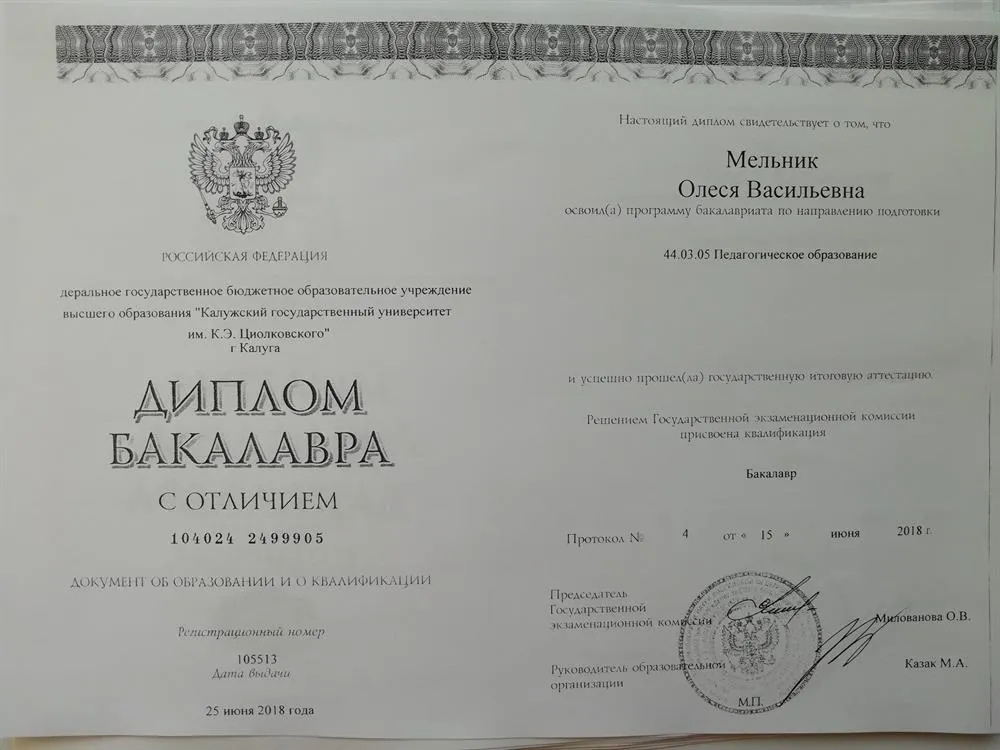 РОССИЙСКАЯ ФЕДЕРАЦИЯ
деральное государственное бюджетное образовательное учреждение
высшего образования "Калужский государственный университет
им. К.Э. Циолковского"
г Калуга
ДИПЛОМ
БАКАЛАВРА
С ОТЛИЧИЕМ
104024 2499905
ДОКУМЕНТ ОБ ОБРАЗОВАНИИ И О КВАЛИФИКАЦИИ
Регистрационный номер
105513
Дата выдачи
25 июня 2018 года
Настоящий диплом свидетельствует о том, что
Мельник
Олеся Васильевна
освоил(а) программу бакалавриата по направлению подготовки
44.03.05 Педагогическое образование
и успешно прошел(ла) государственную итоговую аттестацию.
Решением Государственной экзаменационной комиссии
присвоена квалификация
Бакалавр
Протокол № 4 от « 15 » июня 2018 г.
Председатель
Государственной
экзаменационной комиссии Милованова О.В.
Руководитель образовательной Казак М.А.
организации
М.П.